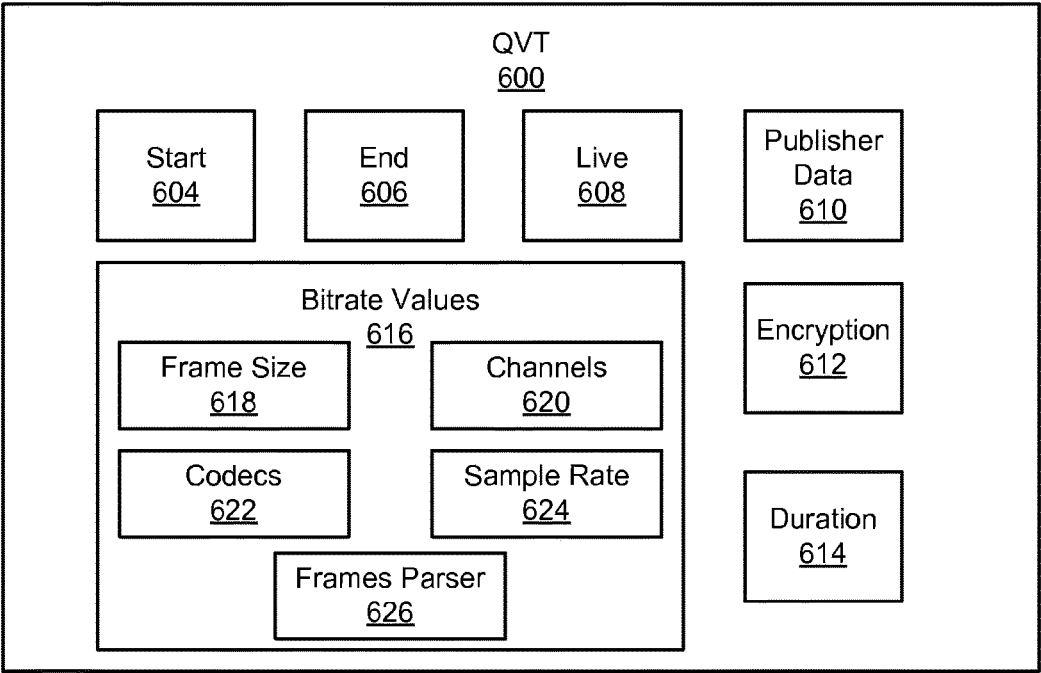 QVT
600
Start
604
End
606
Live
608
Publisher
Data
610
Bitrate Values
616
Frame Size
618
Channels
620
Codecs
622
Sample Rate
624
Frames Parser
626
Encryption
612
Duration
614